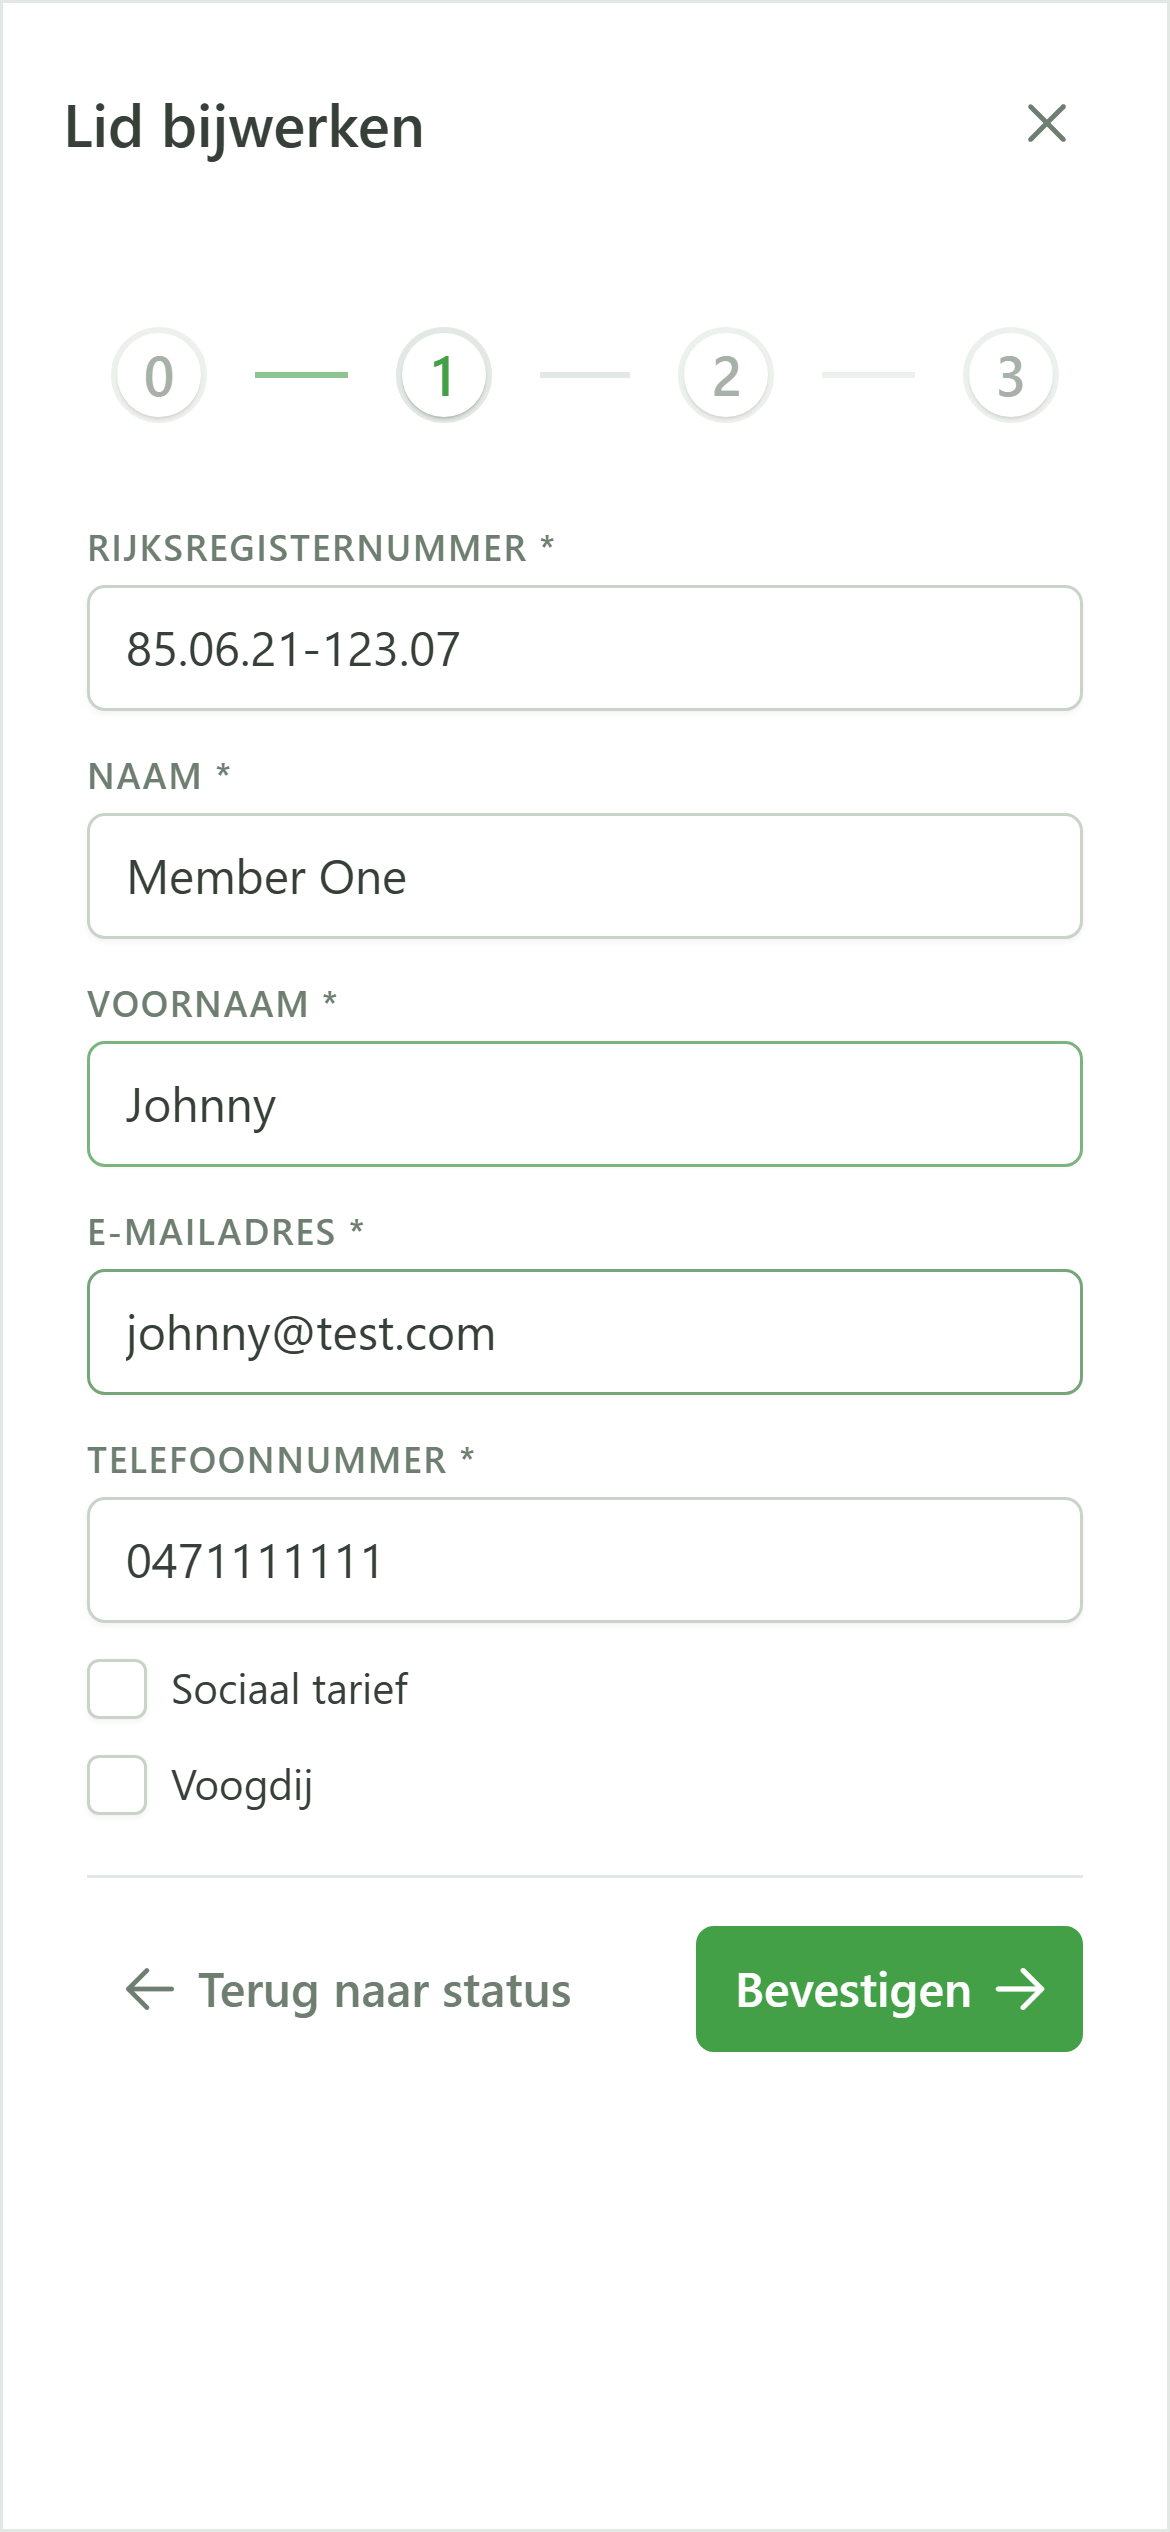 Lid bijwerken
0 1 2 3
RIJKSREGISTERNUMMER *
85.06.21-123.07
NAAM *
Member One
VOORNAAM *
Johnny
E-MAILADRES *
johnny@test.com
TELEFOONNUMMER *
0471111111
Sociaal tarief
Voogdij
Terug naar status
Bevestigen